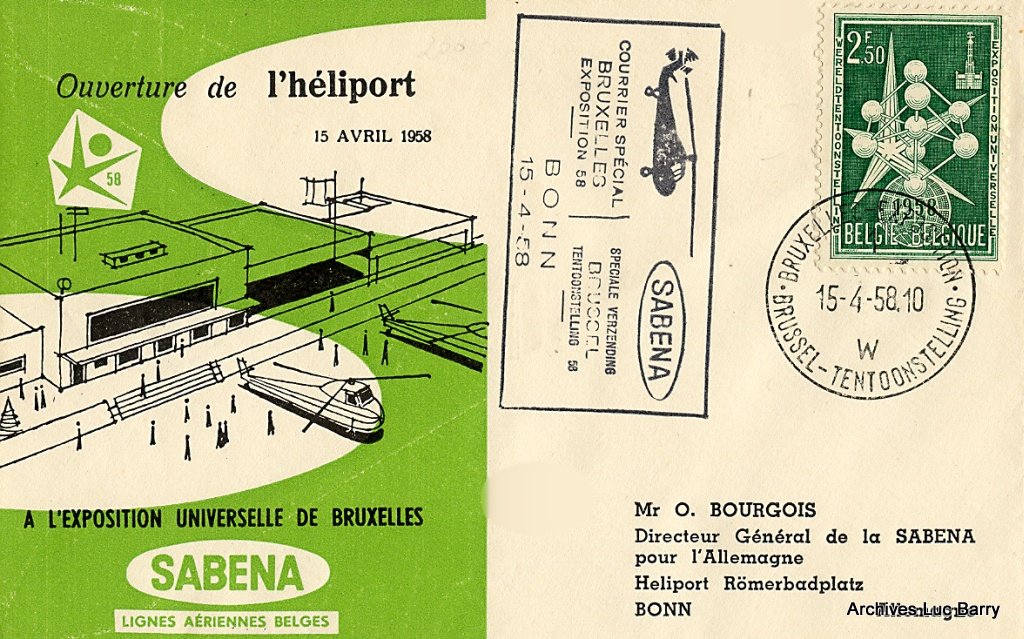 Ouverture de l'héliport
15 AVRIL 1958
58
A L'EXPOSITION UNIVERSELLE DE BRUXELLES
SABENA
LIGNES AÉRIENNES BELGES
COURRIER SPÉCIAL
BRUXELLES
EXPOSITION 58
SPECIALE VERZENDING
BRUSSEL
TENTOONSTELLING 58
BONN
15-4-58
SABENA
2F.50
WERELDTENTOONSTELLING
EXPOSITION UNIVERSELLE
1958
BELGIE-BELGIQUE
15-4-58.10
W
BRUSSEL-TENTOONSTELLING
Mr O. BOURGOIS
Directeur Général de la SABENA
pour l'Allemagne
Heliport Römerbadplatz
BONN
Archives Luc Barry